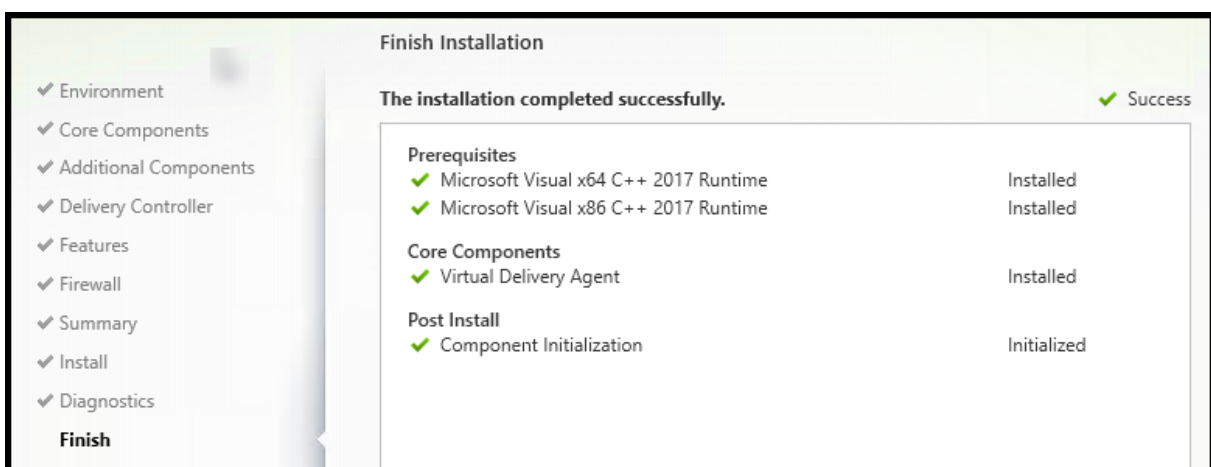 Finish Installation
Environment
Core Components
Additional Components
Delivery Controller
Features
Firewall
Summary
Install
Diagnostics
Finish
The installation completed successfully. Success
Prerequisites
Microsoft Visual x64 C++ 2017 Runtime Installed
Microsoft Visual x86 C++ 2017 Runtime Installed
Core Components
Virtual Delivery Agent Installed
Post Install
Component Initialization Initialized